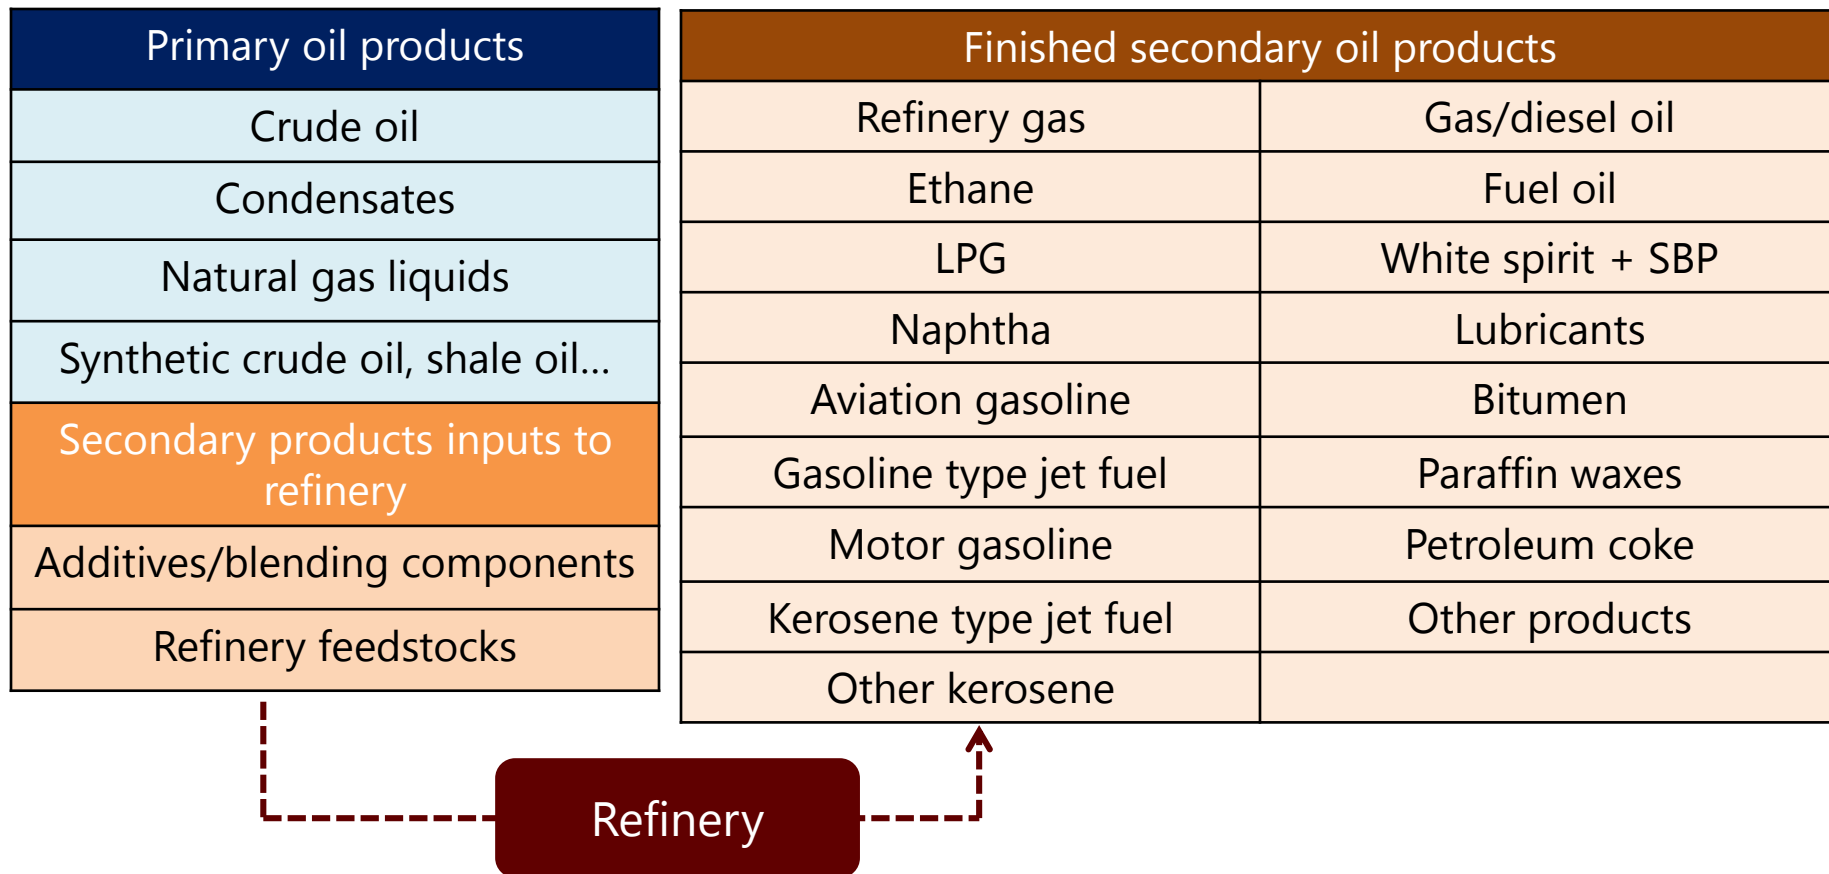 Primary oil products
Crude oil
Condensates
Natural gas liquids
Synthetic crude oil, shale oil...
Secondary products inputs to
refinery
Additives/blending components
Refinery feedstocks
Finished secondary oil products
Refinery gas
Gas/diesel oil
Ethane
Fuel oil
LPG
White spirit + SBP
Naphtha
Lubricants
Aviation gasoline
Bitumen
Gasoline type jet fuel
Paraffin waxes
Motor gasoline
Petroleum coke
Kerosene type jet fuel
Other products
Other kerosene
Refinery